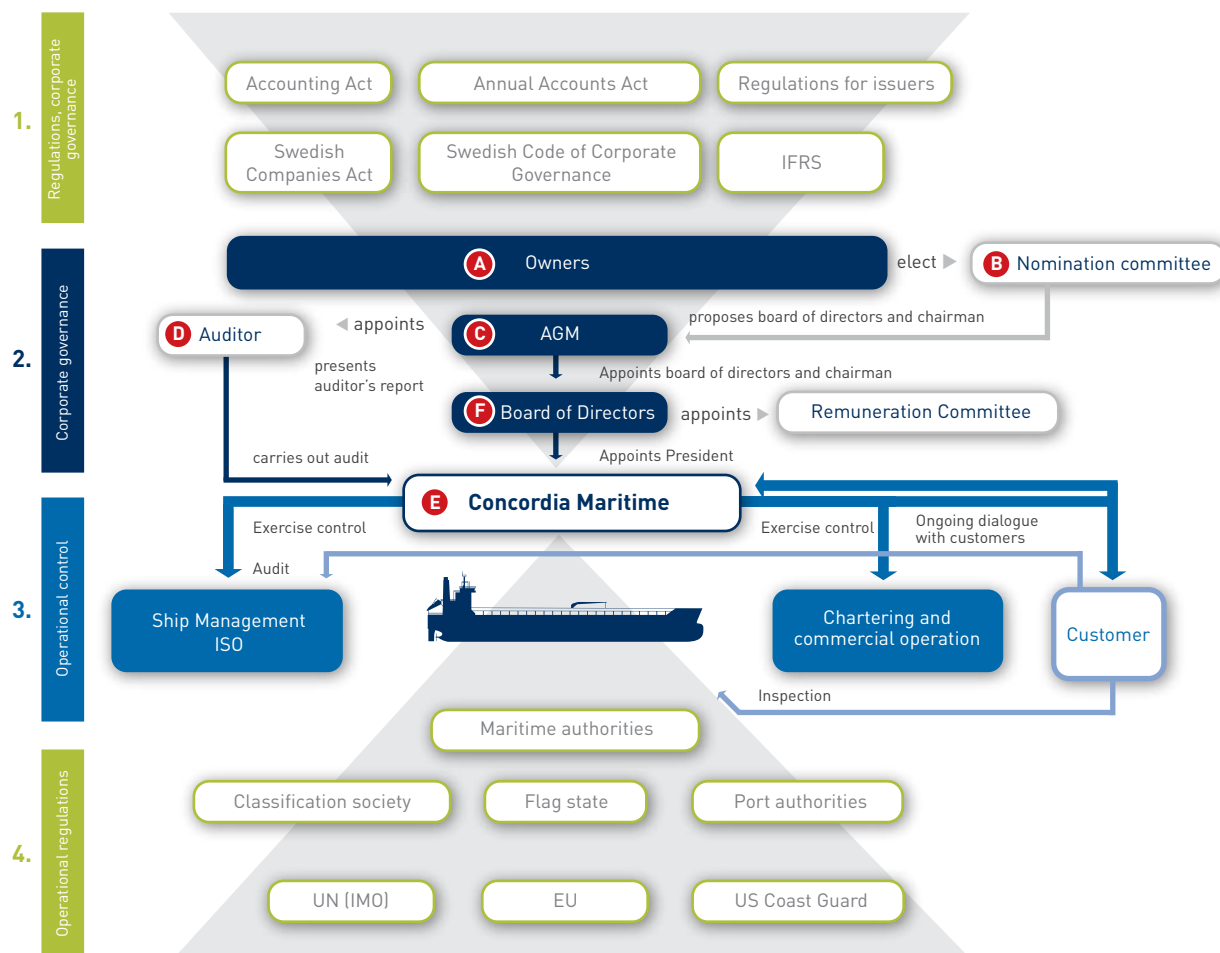 1.
Regulations, corporate
governance
Accounting Act
Annual Accounts Act
Regulations for issuers
Swedish
Companies Act
Swedish Code of Corporate
Governance
IFRS
2.
Corporate governance
A
Owners
elect
B
Nomination committee
proposes board of directors and chairman
D
Auditor
appoints
C
AGM
presents
auditor's report
Appoints board of directors and chairman
F
Board of Directors
appoints
Remuneration Committee
carries out audit
Appoints President
3.
Operational control
E
Concordia Maritime
Exercise control
Exercise control
Ongoing dialogue
with customers
Audit
Ship Management
ISO
Chartering and
commercial operation
Customer
Inspection
4.
Operational regulations
Maritime authorities
Classification society
Flag state
Port authorities
UN (IMO)
EU
US Coast Guard